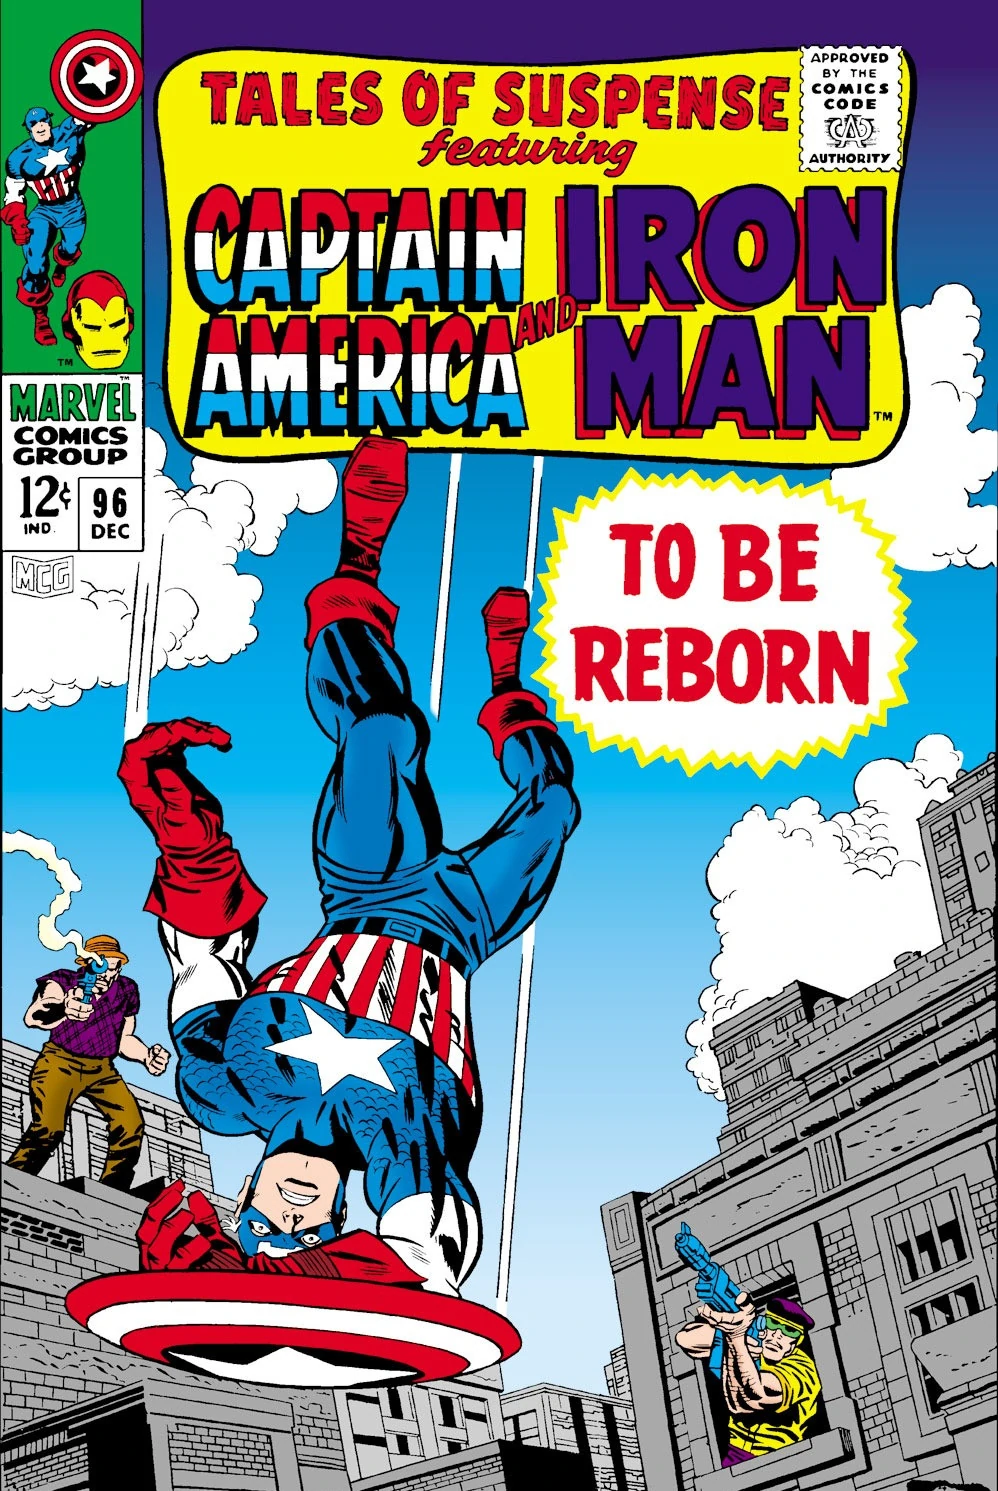 TALES OF SUSPENSE
featuring
CAPTAIN AMERICA
AND
IRON MAN
APPROVED
BY THE
COMICS
CODE
CA
AUTHORITY
TM
TM
MARVEL TM
COMICS
GROUP
12¢
IND.
96
DEC
MCG
TO BE
REBORN